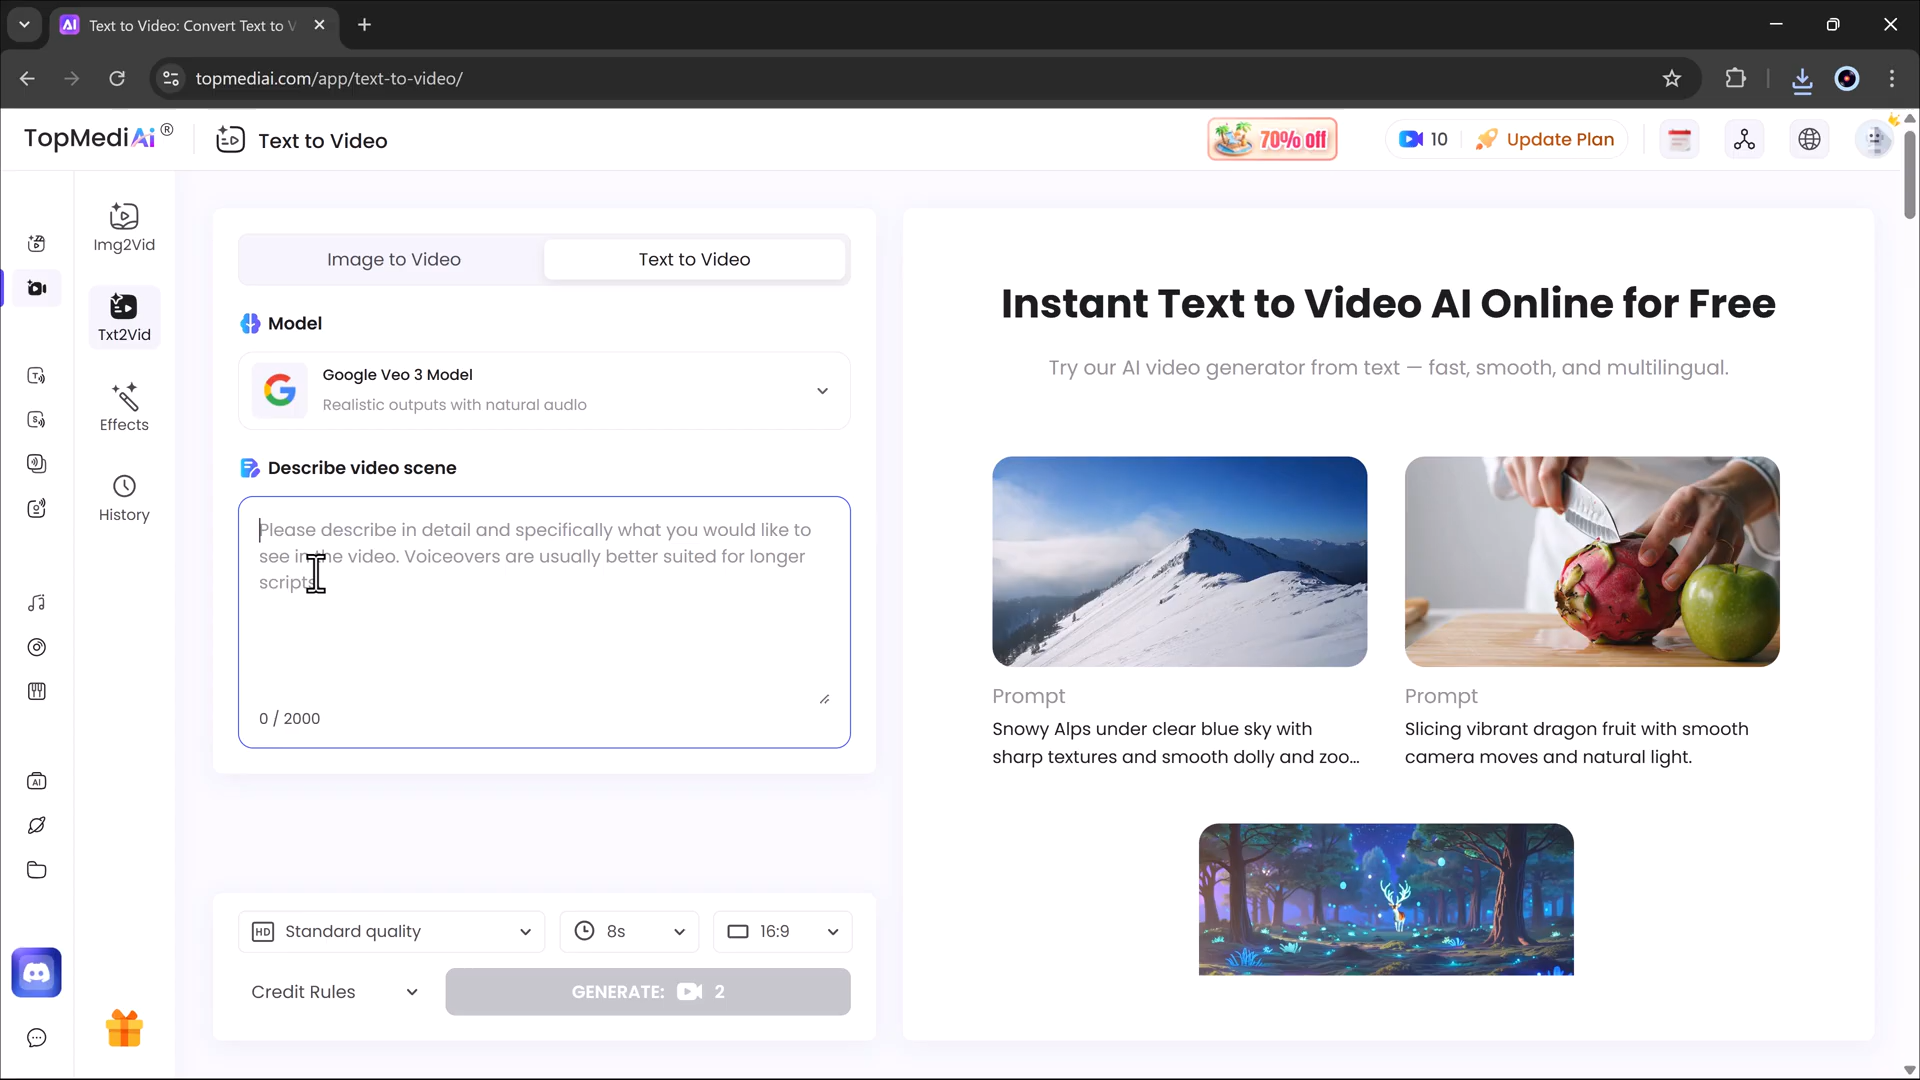 Text to Video: Convert Text to V
topmediai.com/app/text-to-video/
TopMediAi®
Text to Video
70% off
10
Update Plan
Img2Vid
Txt2Vid
Effects
History
Image to Video
Text to Video
Model
Google Veo 3 Model
Realistic outputs with natural audio
Describe video scene
Please describe in detail and specifically what you would like to
see in the video. Voiceovers are usually better suited for longer
scripts
0 / 2000
HD Standard quality
8s
16:9
Credit Rules
GENERATE: 2
Instant Text to Video AI Online for Free
Try our AI video generator from text — fast, smooth, and multilingual.
Prompt
Snowy Alps under clear blue sky with
sharp textures and smooth dolly and zoo...
Prompt
Slicing vibrant dragon fruit with smooth
camera moves and natural light.